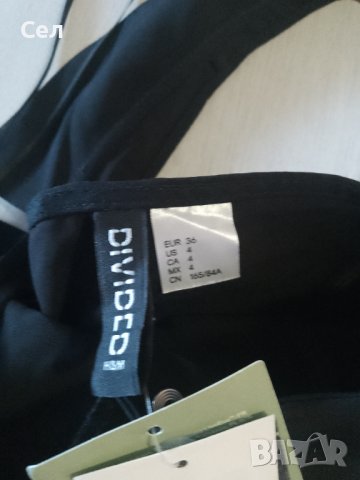 Сел
DIVIDED
H&M
EUR 36
US 4
CA 4
MX 4
CN 165/84A
BAZAR